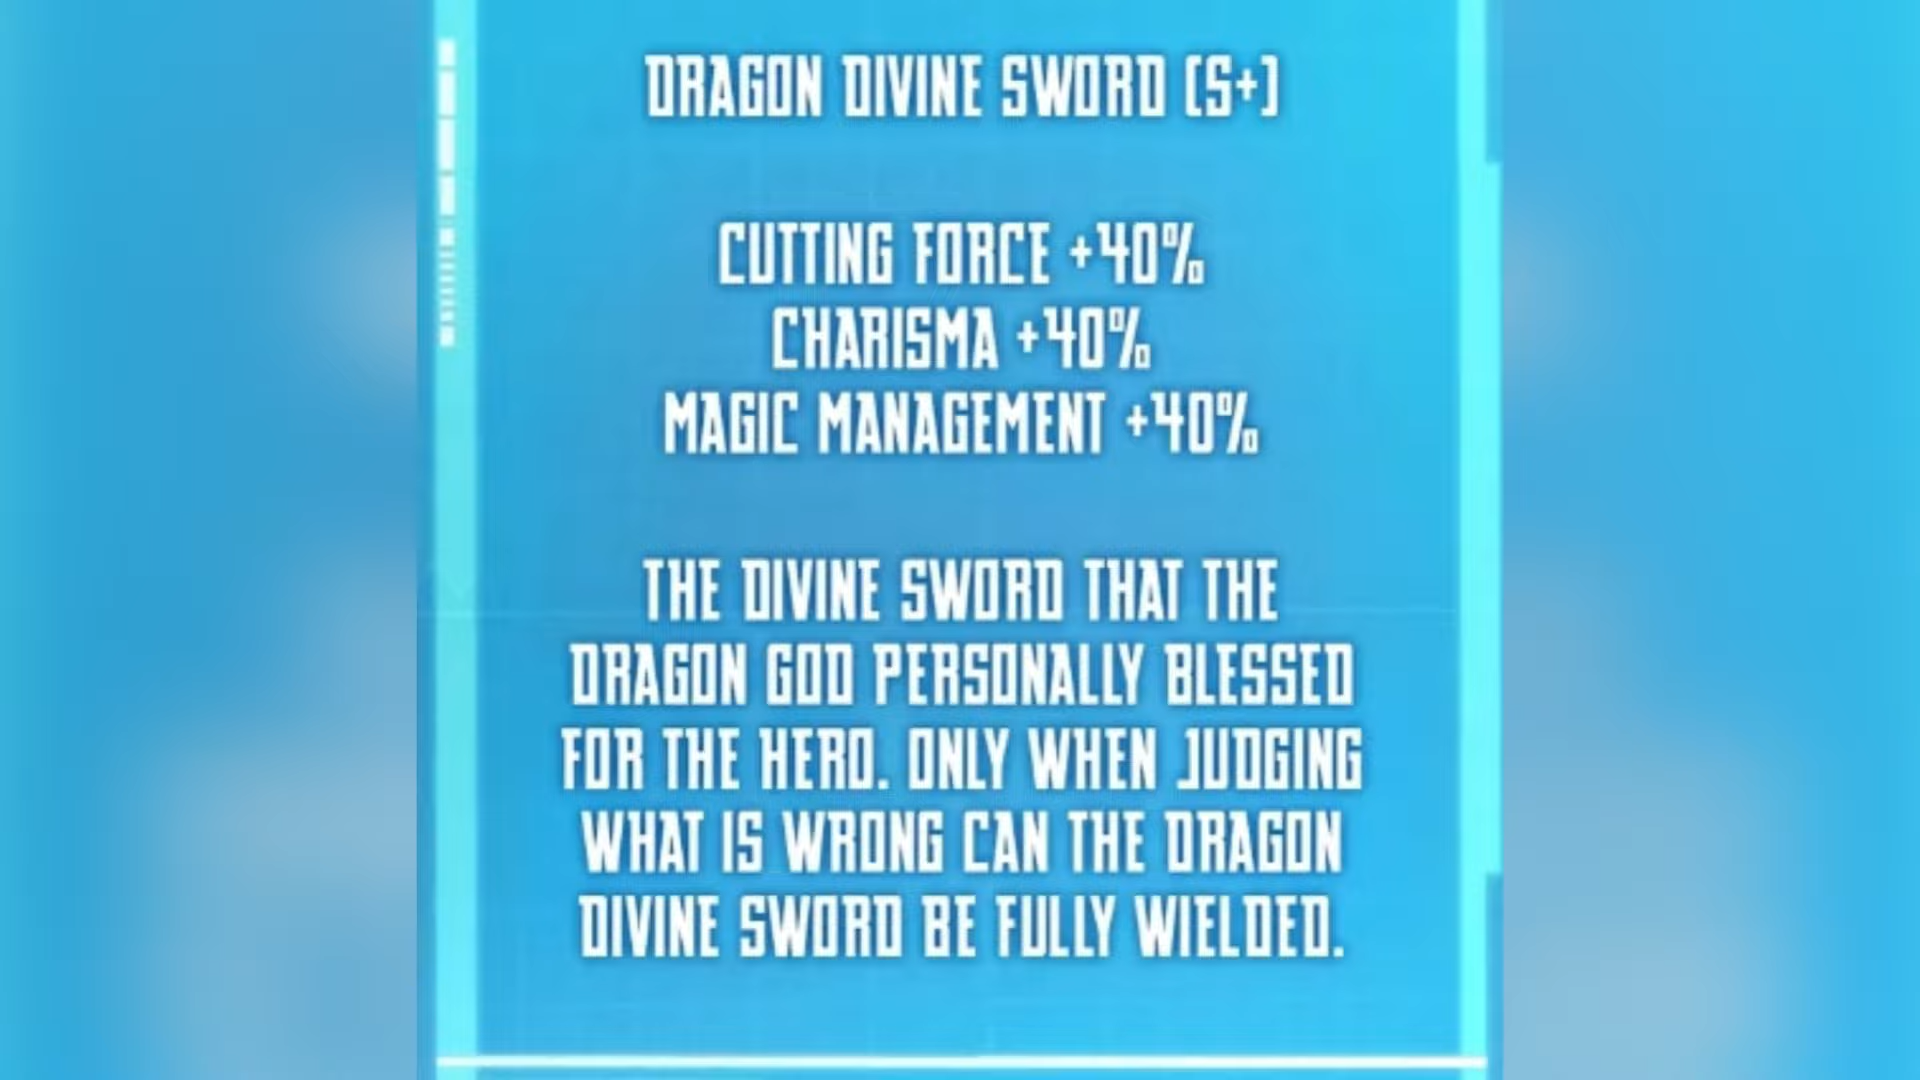 DRAGON DIVINE SWORD [S+]
CUTTING FORCE +40%
CHARISMA +40%
MAGIC MANAGEMENT +40%
THE DIVINE SWORD THAT THE
DRAGON GOD PERSONALLY BLESSED
FOR THE HERO. ONLY WHEN JUDGING
WHAT IS WRONG CAN THE DRAGON
DIVINE SWORD BE FULLY WIELDED.